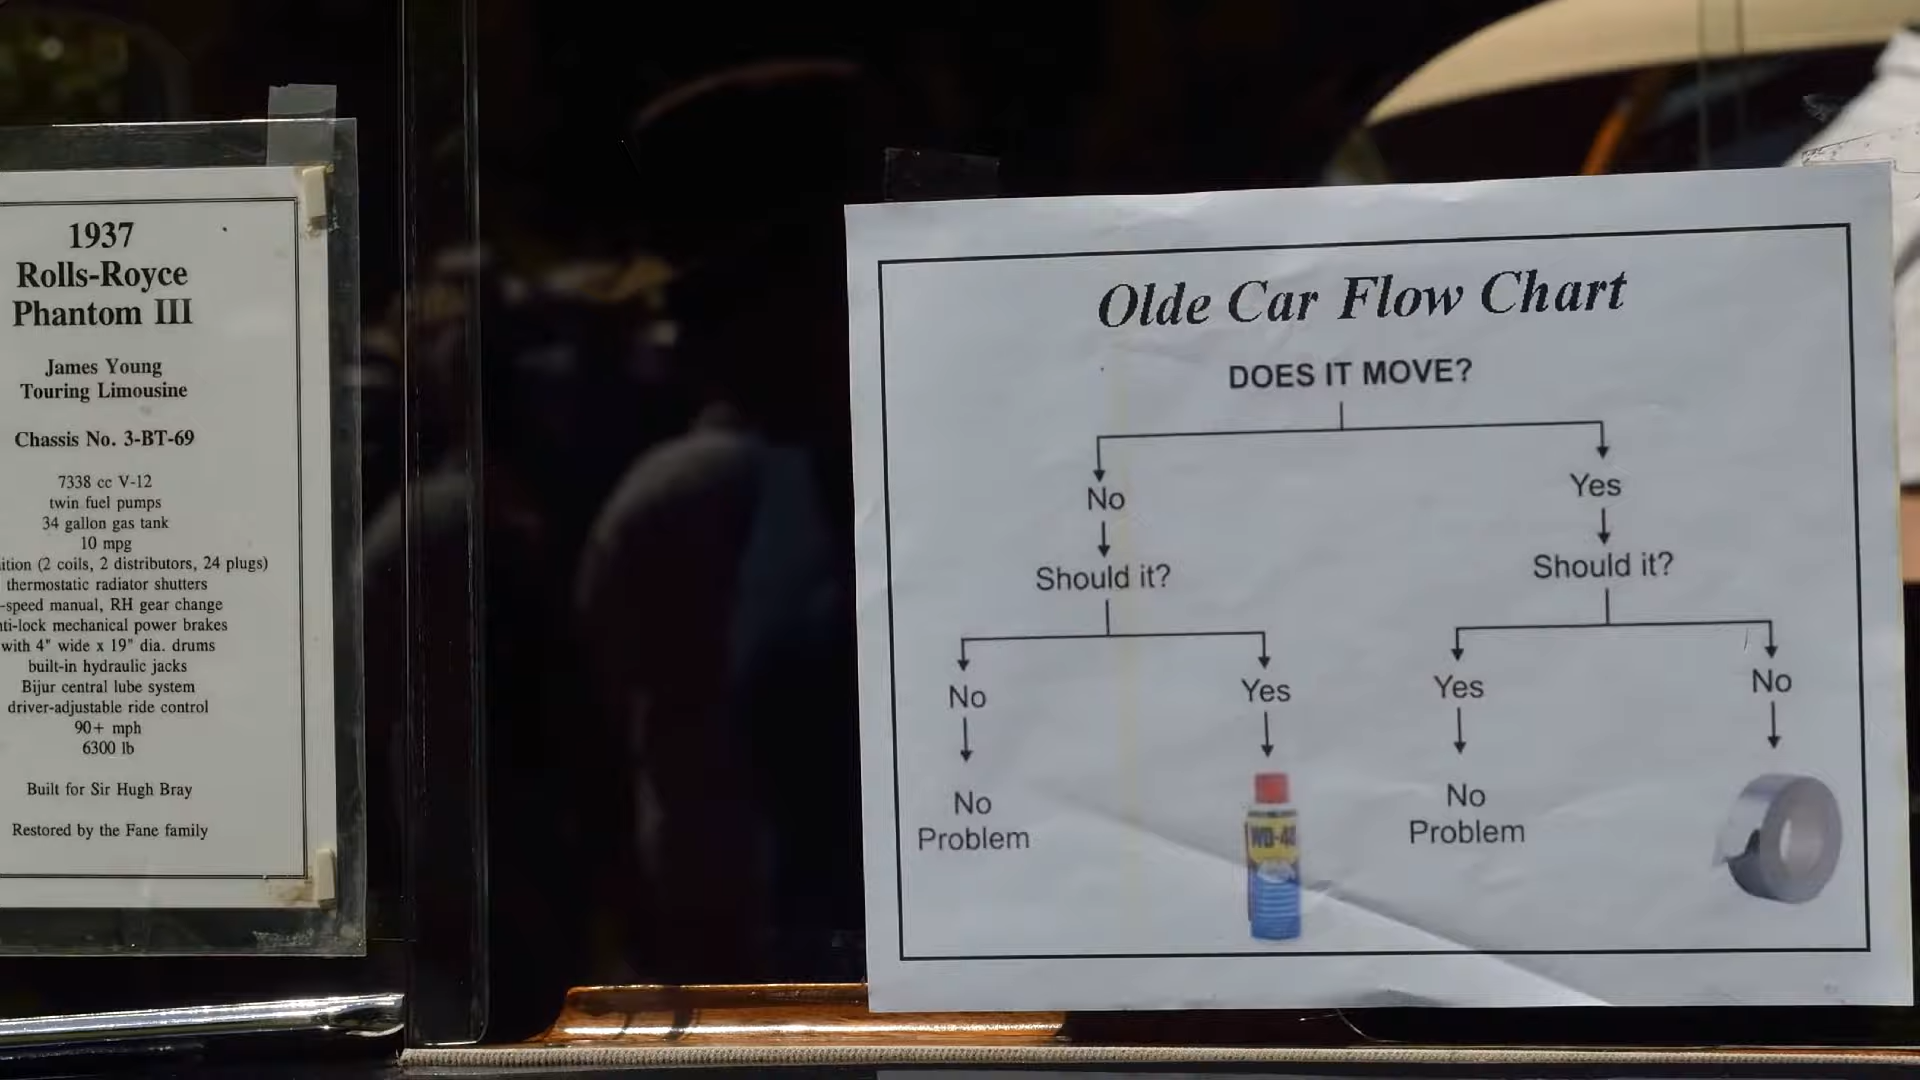 1937
Rolls-Royce
Phantom III
James Young
Touring Limousine
Chassis No. 3-BT-69
7338 cc V-12
twin fuel pumps
34 gallon gas tank
10 mpg
(2 coils, 2 distributors, 24 plugs)
thermostatic radiator shutters
-speed manual, RH gear change
mechanical power brakes
with 4" wide x 19" dia. drums
built-in hydraulic jacks
Bijur central lube system
driver-adjustable ride control
90+ mph
6300 lb
Built for Sir Hugh Bray
Restored by the Fane family
Olde Car Flow Chart
DOES IT MOVE?
No
Yes
Should it?
Should it?
No
Yes
Yes
No
No
Problem
WD-40
No
Problem